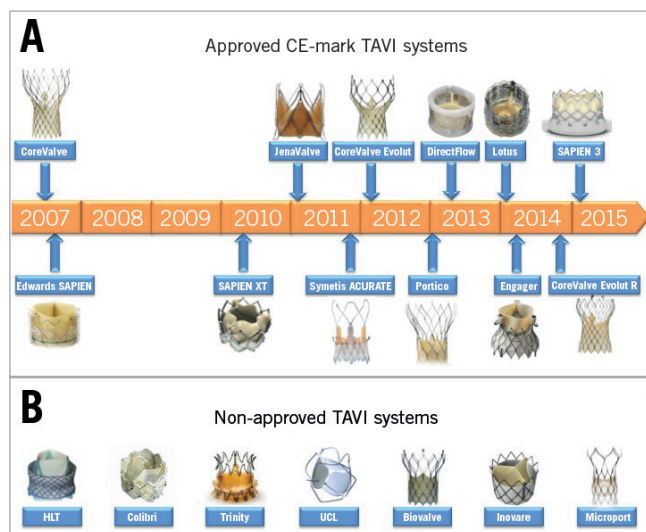 A
Approved CE-mark TAVI systems
CoreValve
JenaValve
CoreValve Evolut
DirectFlow
Lotus
SAPIEN 3
2007
2008
2009
2010
2011
2012
2013
2014
2015
Edwards SAPIEN
SAPIEN XT
Symetis ACURATE
Portico
Engager
CoreValve Evolut R
B
Non-approved TAVI systems
HLT
Colibri
Trinity
UCL
Biovalve
Inovare
Microport